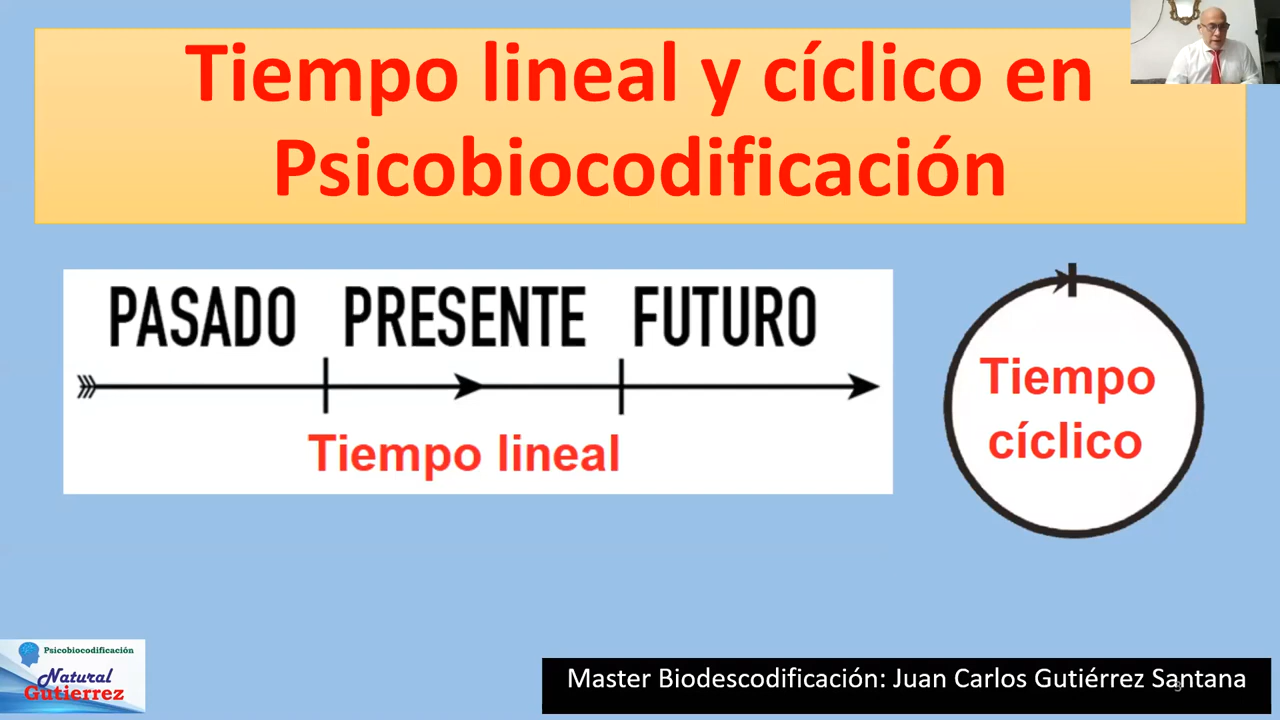 Tiempo lineal y cíclico en
Psicobiocodificación
PASADO PRESENTE FUTURO
Tiempo lineal
Tiempo
cíclico
Psicobiocodificación
Natural
Gutierrez
Master Biodescodificación: Juan Carlos Gutiérrez Santana
3